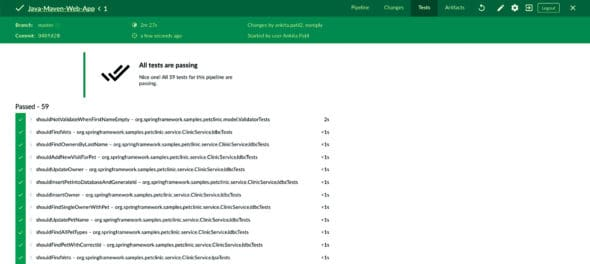 Java-Maven-Web-App < 1
Pipeline Changes Tests Artifacts Logout
Branch: master 2m 27s Changes by ankita.patil2, noreply
Commit: a few seconds ago Started by user Ankita Patil
All tests are passing
Nice one! All 59 tests for this pipeline are
passing.
Passed - 59
shouldNotValidateWhenFirstNameEmpty – org.springframework.samples.petclinic.model.ValidatorTests 2s
shouldFindVets – org.springframework.samples.petclinic.service.ClinicServiceJdbcTests <1s
shouldFindOwnersByLastName – org.springframework.samples.petclinic.service.ClinicServiceJdbcTests <1s
shouldAddNewVisitForPet – org.springframework.samples.petclinic.service.ClinicServiceJdbcTests <1s
shouldUpdateOwner – org.springframework.samples.petclinic.service.ClinicServiceJdbcTests <1s
shouldInsertPetIntoDatabaseAndGenerateId – org.springframework.samples.petclinic.service.ClinicServiceJdbcTests <1s
shouldInsertOwner – org.springframework.samples.petclinic.service.ClinicServiceJdbcTests <1s
shouldFindSingleOwnerWithPet – org.springframework.samples.petclinic.service.ClinicServiceJdbcTests <1s
shouldUpdatePetName – org.springframework.samples.petclinic.service.ClinicServiceJdbcTests <1s
shouldFindAllPetTypes – org.springframework.samples.petclinic.service.ClinicServiceJdbcTests <1s
shouldFindPetWithCorrectId – org.springframework.samples.petclinic.service.ClinicServiceJdbcTests <1s
shouldFindVets – org.springframework.samples.petclinic.service.ClinicServiceJpaTests <1s